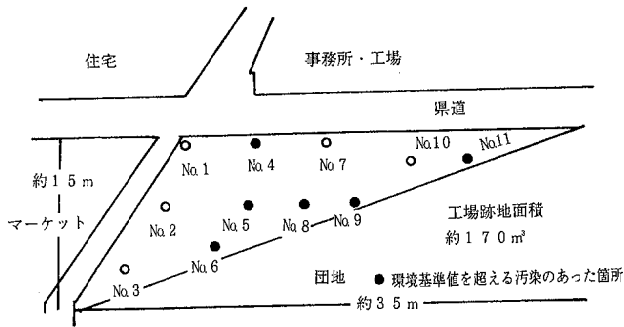 住宅
事務所・工場
県道
No.1
No.4
No.7
No.10
No.11
約15m
マーケット
No.2
No.5
No.8
No.9
工場跡地面積
約170m³
No.6
No.3
団地
●環境基準値を超える汚染のあった箇所
約35m